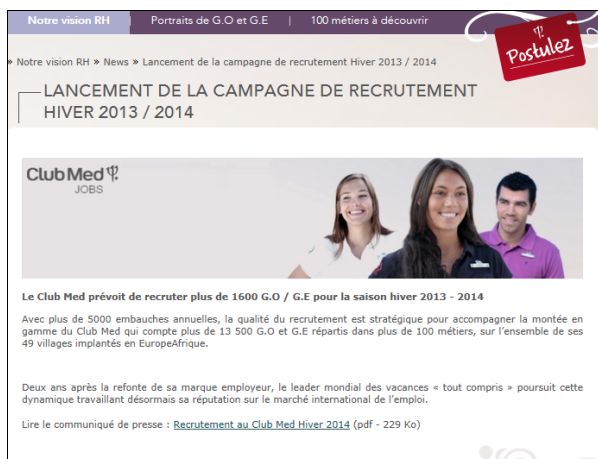 Notre vision RH | Portraits de G.O et G.E | 100 métiers à découvrir
Postulez
» Notre vision RH » News » Lancement de la campagne de recrutement Hiver 2013 / 2014
LANCEMENT DE LA CAMPAGNE DE RECRUTEMENT
HIVER 2013 / 2014
Club Med
JOBS
Le Club Med prévoit de recruter plus de 1600 G.O / G.E pour la saison hiver 2013 - 2014
Avec plus de 5000 embauches annuelles, la qualité du recrutement est stratégique pour accompagner la montée en
gamme du Club Med qui compte plus de 13 500 G.O et G.E répartis dans plus de 100 métiers, sur l'ensemble de ses
49 villages implantés en EuropeAfrique.
Deux ans après la refonte de sa marque employeur, le leader mondial des vacances « tout compris » poursuit cette
dynamique travaillant désormais sa réputation sur le marché international de l'emploi.
Lire le communiqué de presse : Recrutement au Club Med Hiver 2014 (pdf - 229 Ko)